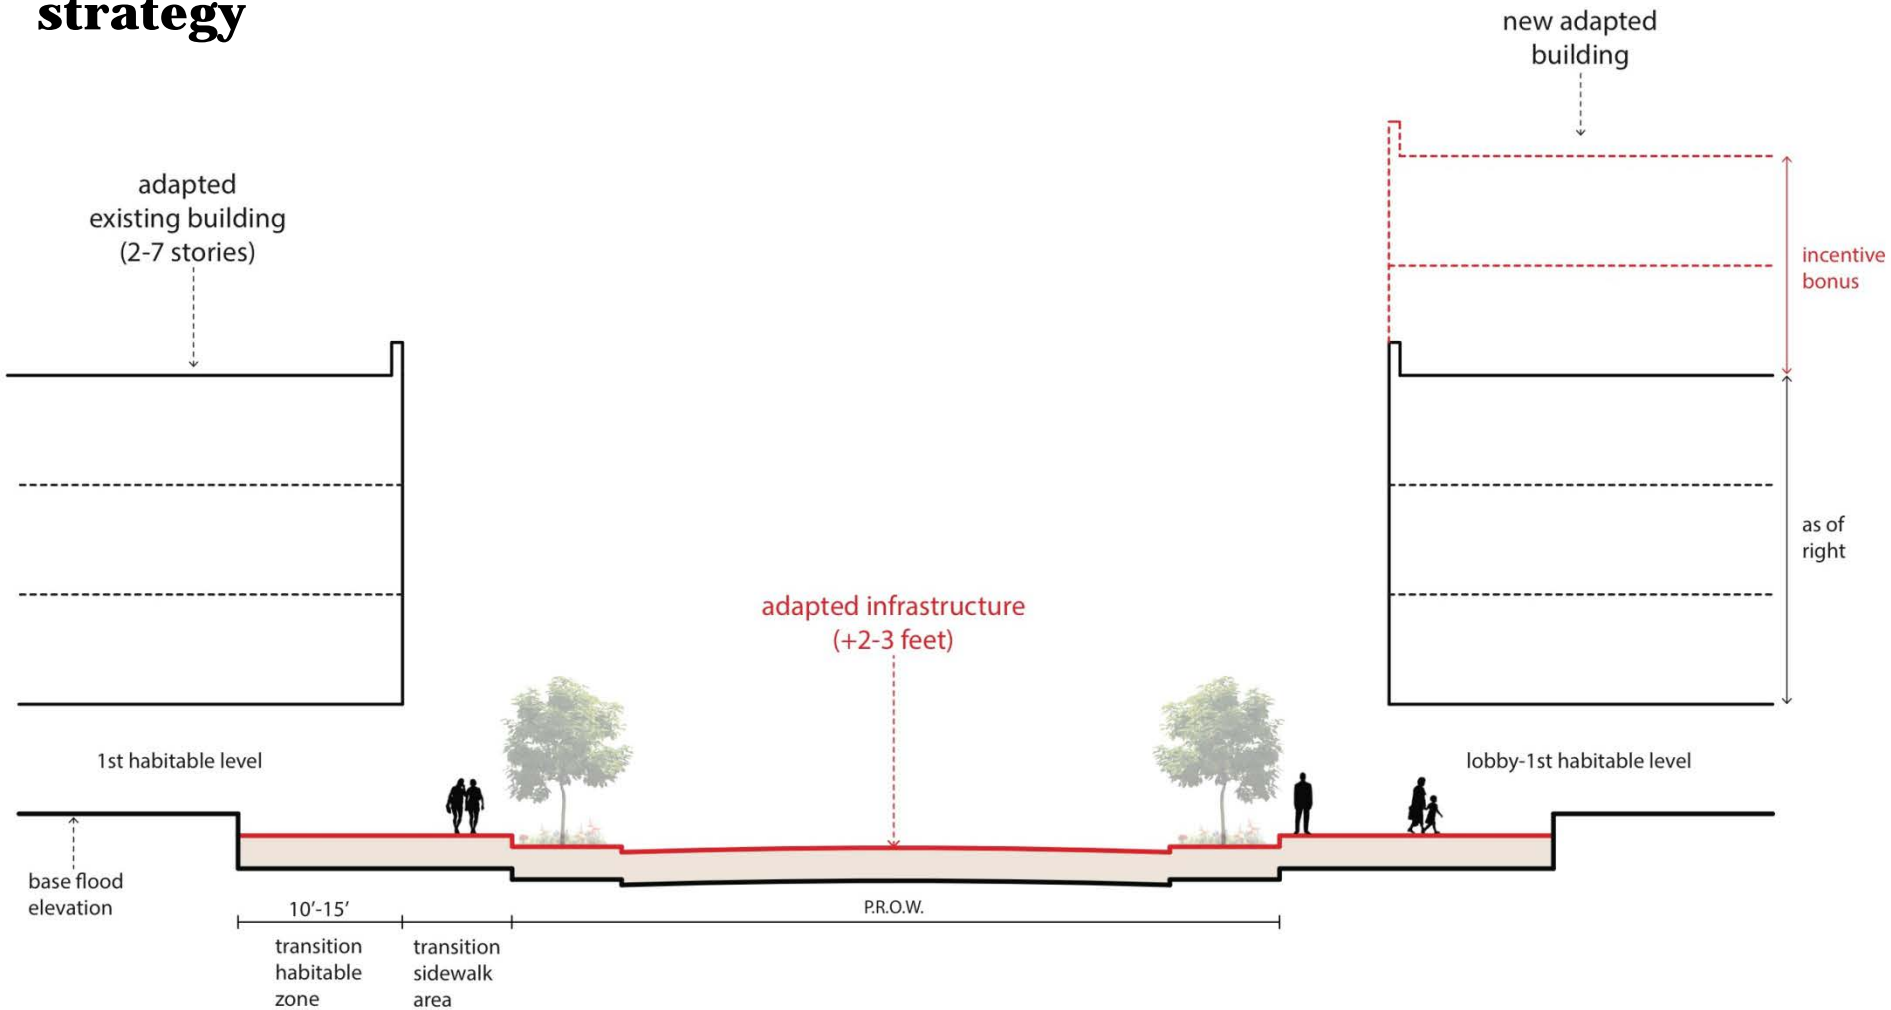 strategy
new adapted
building
adapted
existing building
(2-7 stories)
incentive
bonus
as of
right
adapted infrastructure
(+2-3 feet)
1st habitable level
lobby-1st habitable level
base flood
elevation
10’-15’
P.R.O.W.
transition
habitable
zone
transition
sidewalk
area